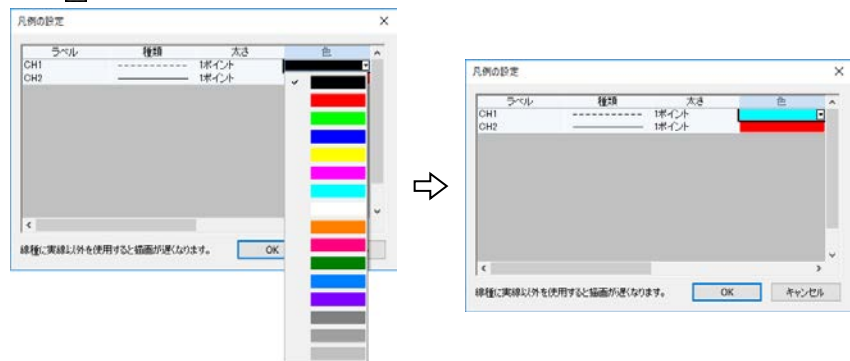 凡例の設定
ラベル 種類 太さ 色
CH1 1ポイント
CH2 1ポイント
線種に実線以外を使用すると描画が遅くなります。 OK
凡例の設定
ラベル 種類 太さ 色
CH1 1ポイント
CH2 1ポイント
線種に実線以外を使用すると描画が遅くなります。 OK キャンセル